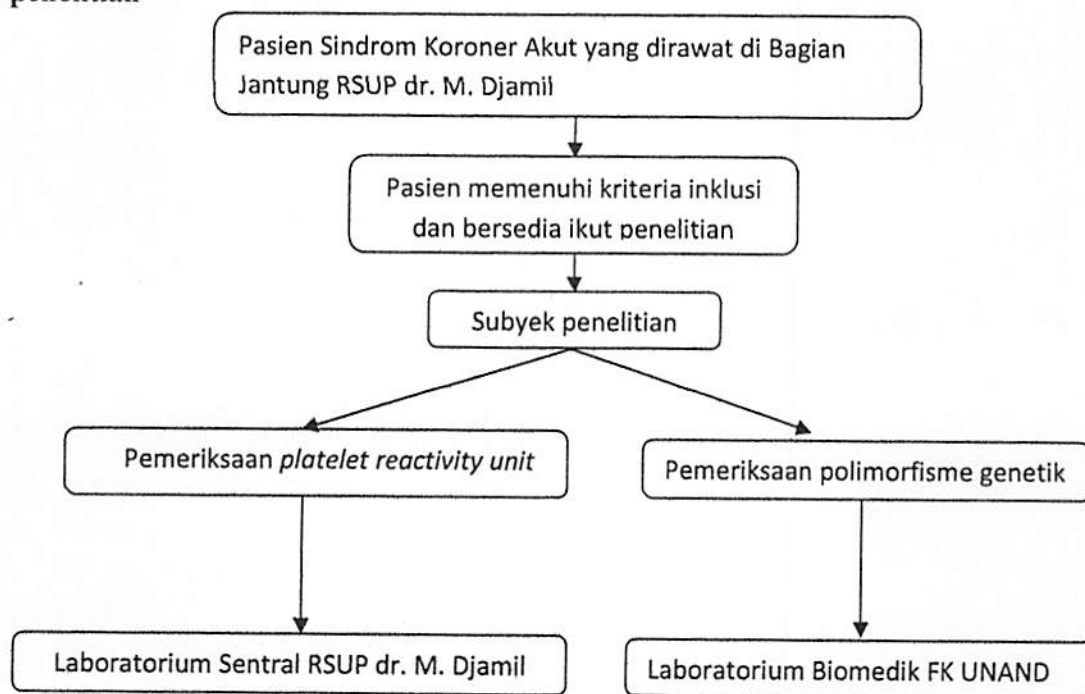 Pasien Sindrom Koroner Akut yang dirawat di Bagian
Jantung RSUP dr. M. Djamil
Pasien memenuhi kriteria inklusi
dan bersedia ikut penelitian
Subyek penelitian
Pemeriksaan platelet reactivity unit
Pemeriksaan polimorfisme genetik
Laboratorium Sentral RSUP dr. M. Djamil
Laboratorium Biomedik FK UNAND